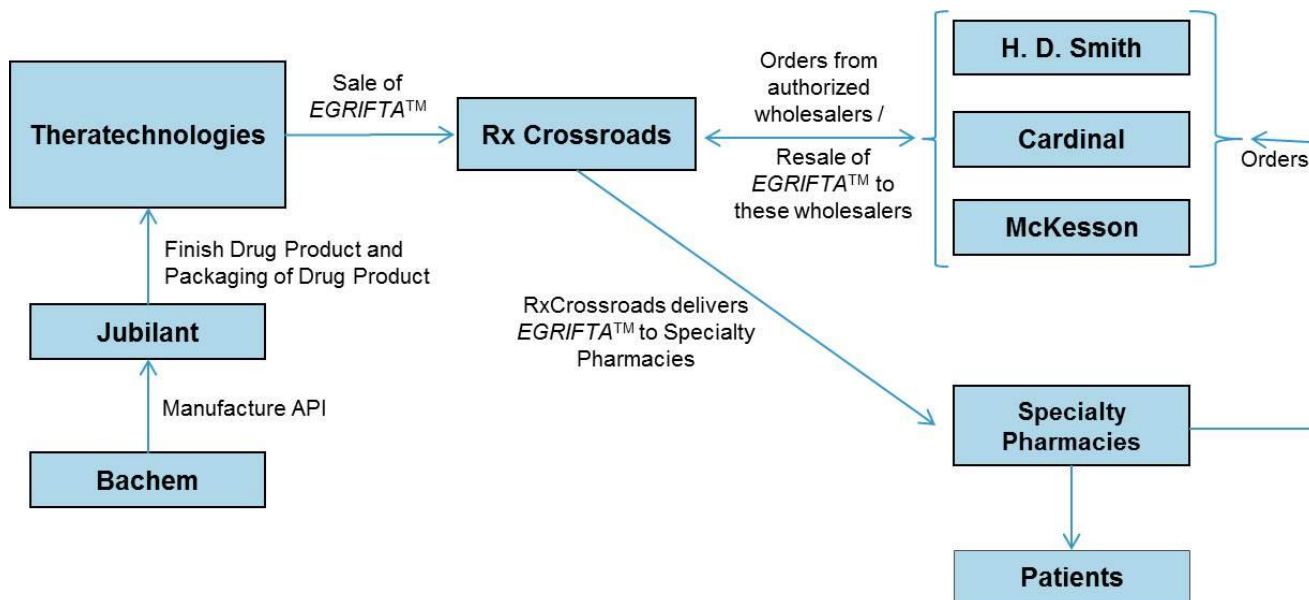 Theratechnologies
Sale of
EGRIFTA™
Rx Crossroads
Orders from
authorized
wholesalers /
Resale of
EGRIFTA™ to
these wholesalers
H. D. Smith
Cardinal
McKesson
Orders
Finish Drug Product and
Packaging of Drug Product
Jubilant
Manufacture API
Bachem
RxCrossroads delivers
EGRIFTA™ to Specialty
Pharmacies
Specialty
Pharmacies
Patients